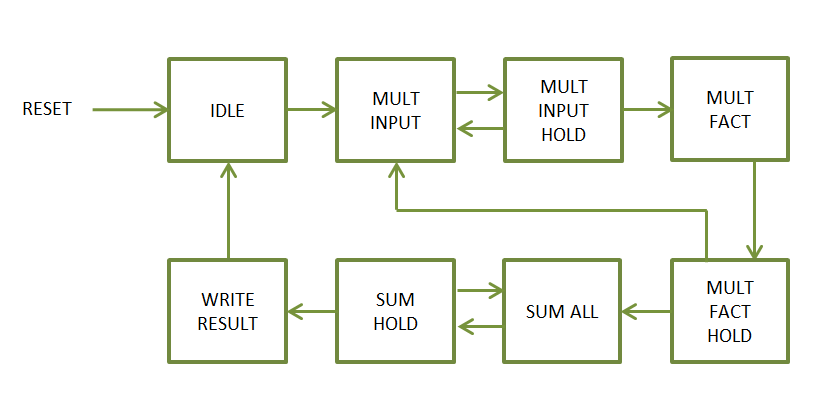 RESET
IDLE
MULT
INPUT
MULT
INPUT
HOLD
MULT
FACT
WRITE
RESULT
SUM
HOLD
SUM ALL
MULT
FACT
HOLD